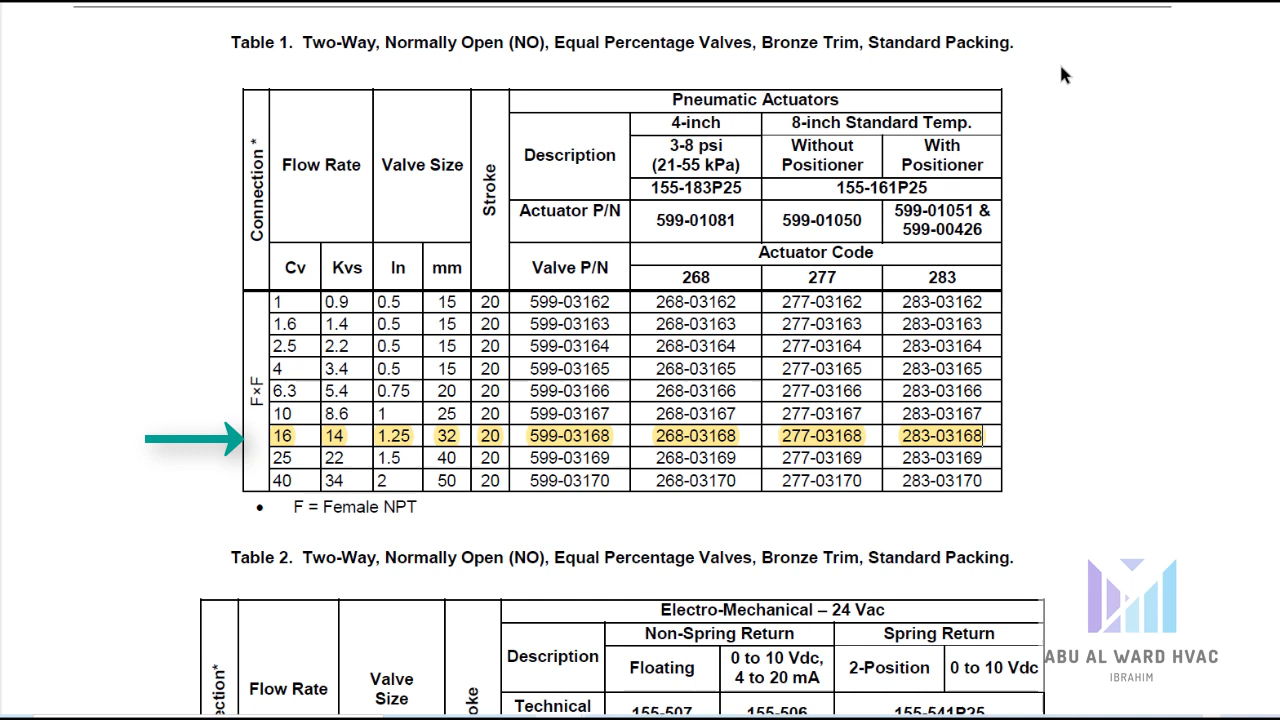 Table 1. Two-Way, Normally Open (NO), Equal Percentage Valves, Bronze Trim, Standard Packing.
Connection * Flow Rate Valve Size Stroke Description Pneumatic Actuators
4-inch 8-inch Standard Temp.
3-8 psi (21-55 kPa) Without Positioner With Positioner
155-183P25 155-161P25
Actuator P/N 599-01081 599-01050 599-01051 & 599-00426
Cv Kvs In mm Valve P/N Actuator Code
268 277 283
F×F
1 0.9 0.5 15 20 599-03162 268-03162 277-03162 283-03162
1.6 1.4 0.5 15 20 599-03163 268-03163 277-03163 283-03163
2.5 2.2 0.5 15 20 599-03164 268-03164 277-03164 283-03164
4 3.4 0.5 15 20 599-03165 268-03165 277-03165 283-03165
6.3 5.4 0.75 20 20 599-03166 268-03166 277-03166 283-03166
10 8.6 1 25 20 599-03167 268-03167 277-03167 283-03167
16 14 1.25 32 20 599-03168 268-03168 277-03168 283-03168
25 22 1.5 40 20 599-03169 268-03169 277-03169 283-03169
40 34 2 50 20 599-03170 268-03170 277-03170 283-03170
• F = Female NPT
Table 2. Two-Way, Normally Open (NO), Equal Percentage Valves, Bronze Trim, Standard Packing.
Electro-Mechanical – 24 Vac
Non-Spring Return Spring Return
Flow Rate Valve Size Description Floating 0 to 10 Vdc, 4 to 20 mA 2-Position 0 to 10 Vdc
Technical 155-507 155-506 155-541P25
ABU AL WARD HVAC
IBRAHIM